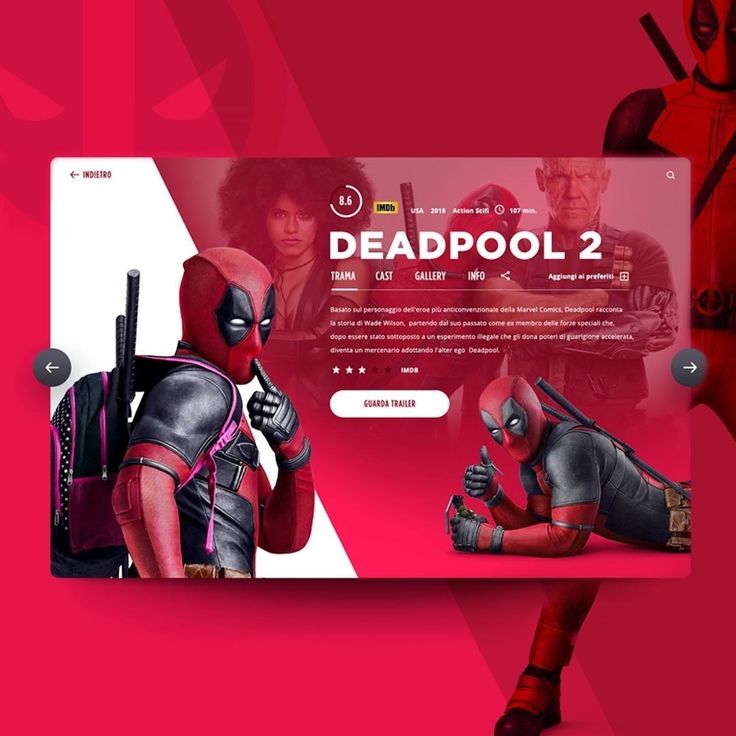 INDIETRO
8.6
IMDb
USA 2018 Action Scifi 107 min.
DEADPOOL 2
TRAMA CAST GALLERY INFO
Aggiungi ai preferiti
Basato sul personaggio dell'eroe più anticonvenzionale della Marvel Comics, Deadpool racconta
la storia di Wade Wilson, partendo dal suo passato come ex membro delle forze speciali che,
dopo essere stato sottoposto a un esperimento illegale che gli dona poteri di guarigione accelerata,
diventa un mercenario adottando l'alter ego Deadpool.
IMDB
GUARDA TRAILER